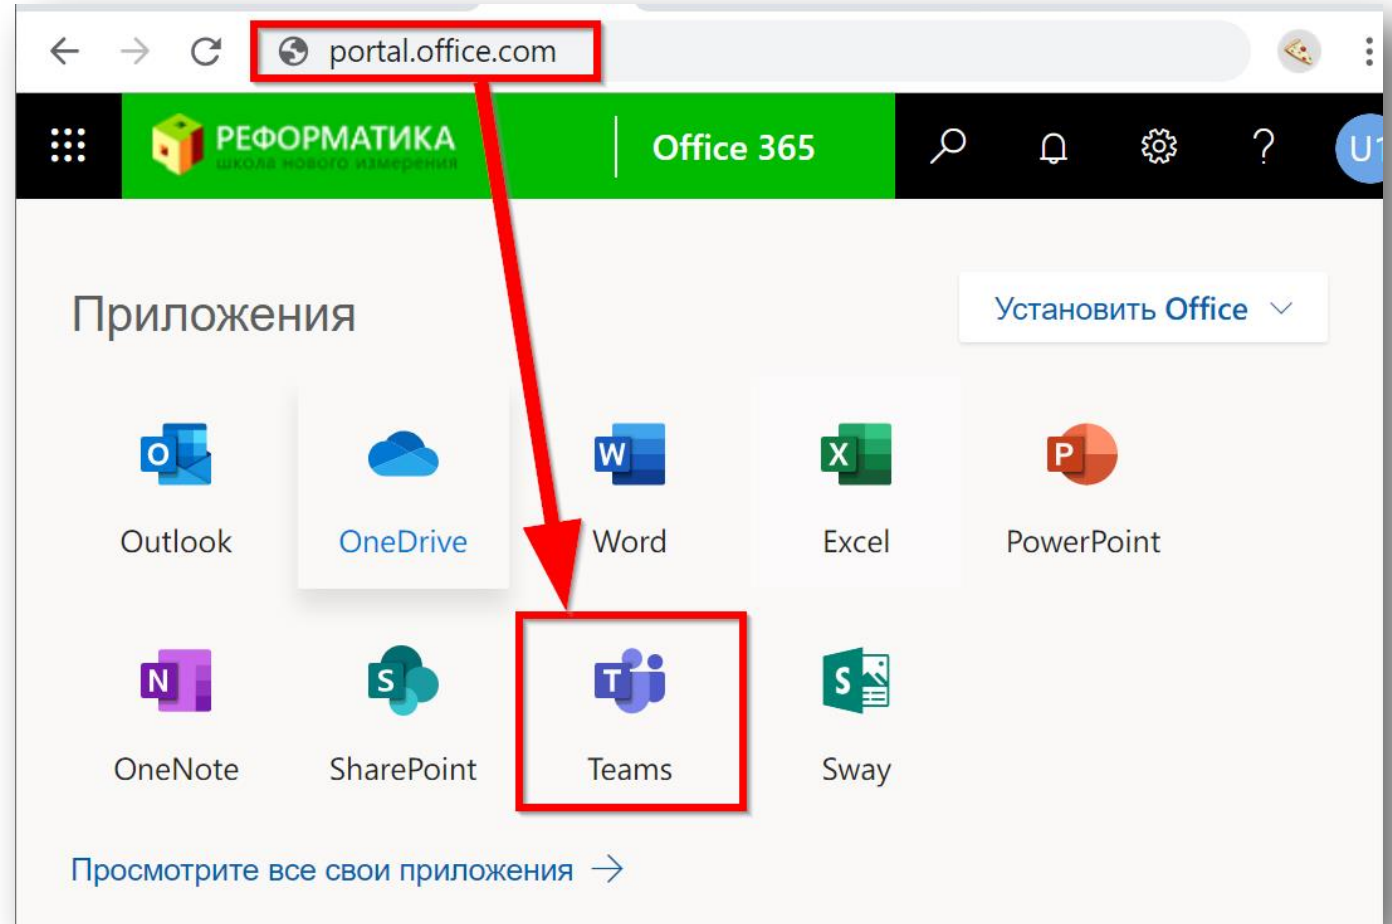 portal.office.com
РЕФОРМАТИКА
школа нового измерения
Office 365
?
U1
Приложения
Установить Office
O
W
X
P
Outlook
OneDrive
Word
Excel
PowerPoint
N
S
T
S
OneNote
SharePoint
Teams
Sway
Просмотрите все свои приложения →